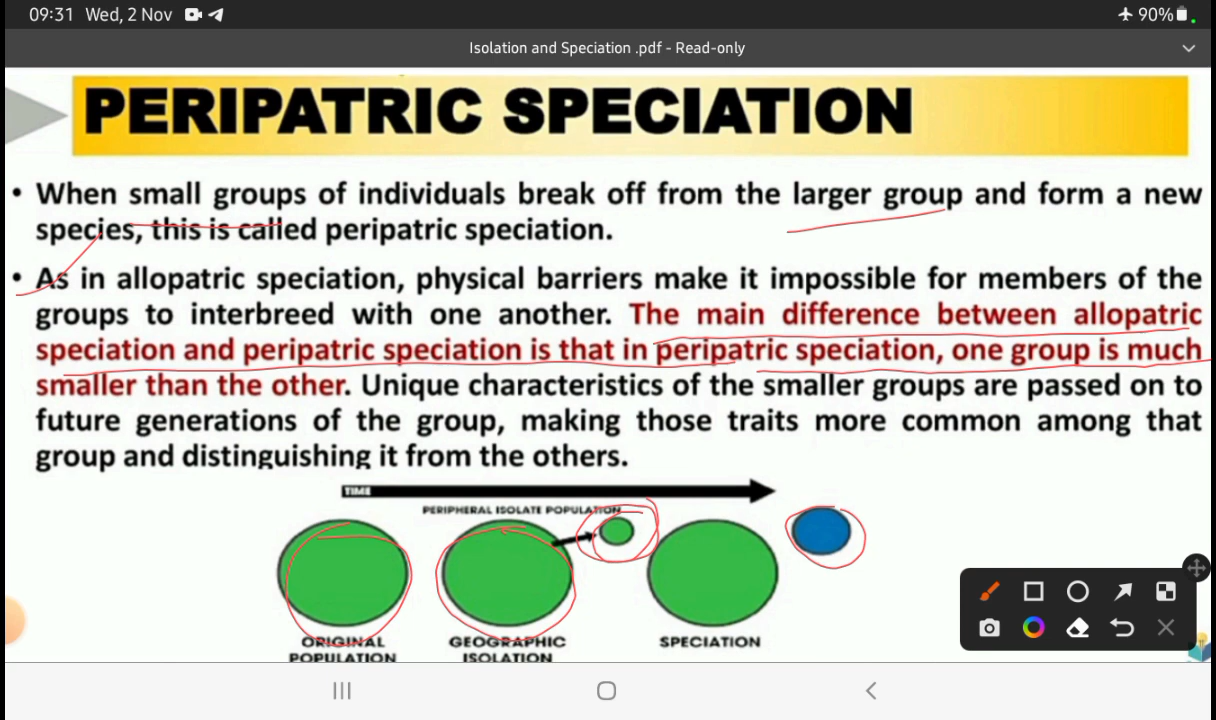 09:31 Wed, 2 Nov 90%
Isolation and Speciation .pdf - Read-only
PERIPATRIC SPECIATION
• When small groups of individuals break off from the larger group and form a new
species, this is called peripatric speciation.
• As in allopatric speciation, physical barriers make it impossible for members of the
groups to interbreed with one another. The main difference between allopatric
speciation and peripatric speciation is that in peripatric speciation, one group is much
smaller than the other. Unique characteristics of the smaller groups are passed on to
future generations of the group, making those traits more common among that
group and distinguishing it from the others.
TIME
PERIPHERAL ISOLATE POPULATION
ORIGINAL
POPULATION
GEOGRAPHIC
ISOLATION
SPECIATION